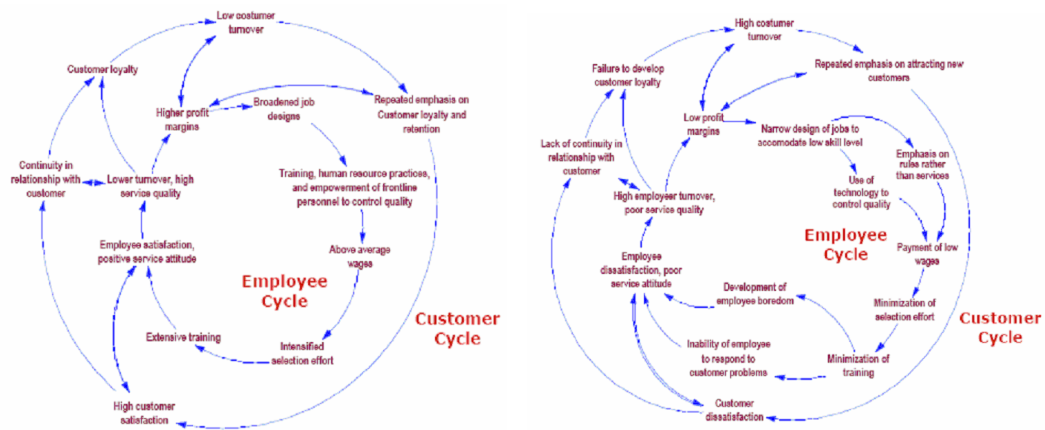 Low costumer
turnover
Customer loyalty
Higher profit
margins
Broadened job
designs
Repeated emphasis on
Customer loyalty and
retention
Continuity in
relationship with
customer
Lower turnover, high
service quality
Training, human resource practices,
and empowerment of frontline
personnel to control quality
Employee satisfaction,
positive service attitude
Above average
wages
Employee
Cycle
Customer
Cycle
Extensive training
Intensified
selection effort
High customer
satisfaction
High costumer
turnover
Failure to develop
customer loyalty
Repeated emphasis on attracting new
customers
Low profit
margins
Narrow design of jobs to
accomodate low skill level
Lack of continuity in
relationship with
customer
Emphasis on
rules rather
than services
High employeer turnover,
poor service quality
Use of
technology to
control quality
Employee
Cycle
Payment of low
wages
Employee
dissatisfaction, poor
service attitude
Development of
employee boredom
Minimization of
selection effort
Customer
Cycle
Inability of employee
to respond to
customer problems
Minimization of
training
Customer
dissatisfaction